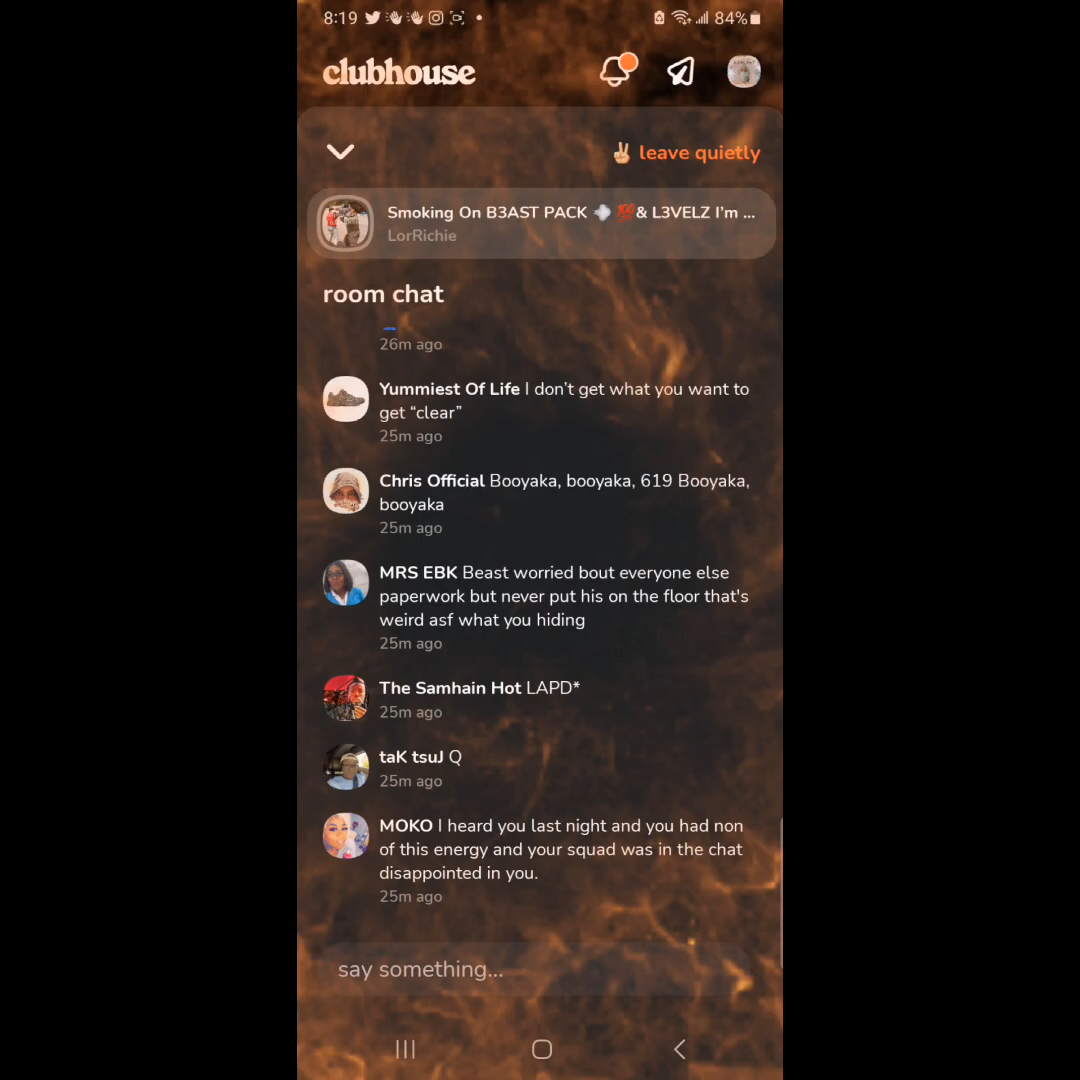 8:19
84%
clubhouse
✌🏼 leave quietly
Smoking On B3AST PACK 💨 💯& L3VELZ I'm ...
LorRichie
room chat
26m ago
Yummiest Of Life I don't get what you want to
get “clear”
25m ago
Chris Official Booyaka, booyaka, 619 Booyaka,
booyaka
25m ago
MRS EBK Beast worried bout everyone else
paperwork but never put his on the floor that's
weird asf what you hiding
25m ago
The Samhain Hot LAPD*
25m ago
taK tsuJ Q
25m ago
MOKO I heard you last night and you had non
of this energy and your squad was in the chat
disappointed in you.
25m ago
say something...